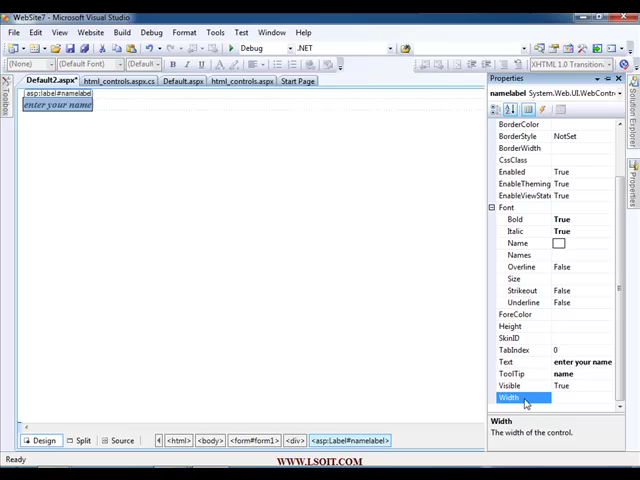 WebSite7 - Microsoft Visual Studio
File Edit View Website Build Debug Format Tools Test Window Help
Debug .NET
(None) (Default Font) (Default B I U
XHTML 1.0 Transition
Toolbox
Default2.aspx* html_controls.aspx.cs Default.aspx html_controls.aspx Start Page
asp:label#namelabel
enter your name
Properties
namelabel System.Web.UI.WebContr
BorderColor
BorderStyle NotSet
BorderWidth
CssClass
Enabled True
EnableTheming True
EnableViewState True
Font
Bold True
Italic True
Name
Names
Overline False
Size
Strikeout False
Underline False
ForeColor
Height
SkinID
TabIndex 0
Text enter your name
ToolTip name
Visible True
Width
Width
The width of the control.
Solution Explorer
Properties
Design Split Source <html> <body> <form#form1> <div> <asp:Label#namelabel>
Ready
WWW.LSOIT.COM